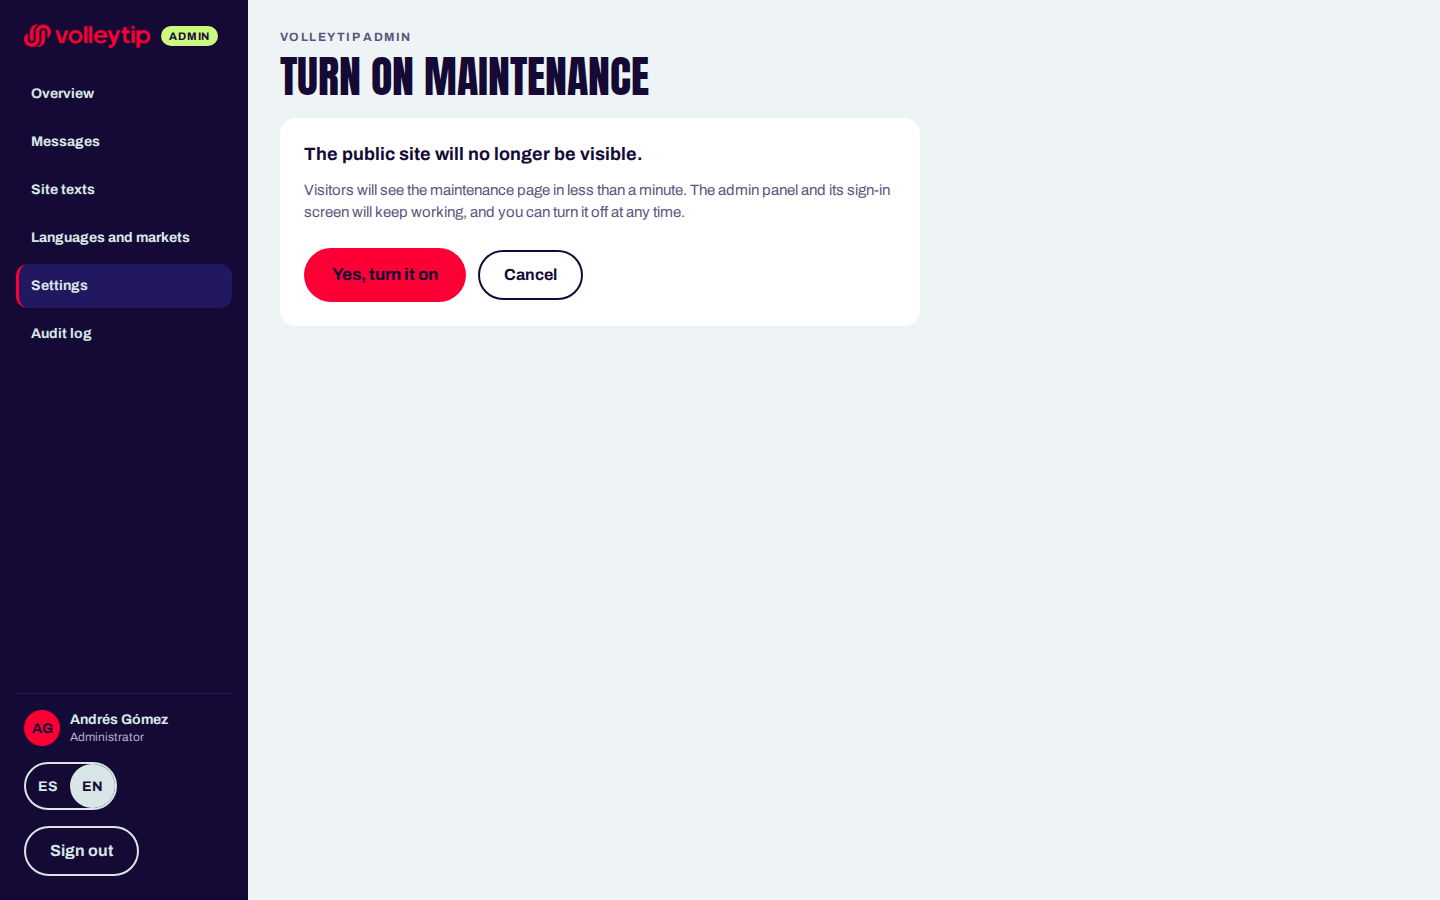 volleytip ADMIN
Overview
Messages
Site texts
Languages and markets
Settings
Audit log
AG
Andrés Gómez
Administrator
ES EN
Sign out
VOLLEYTIP ADMIN
TURN ON MAINTENANCE
The public site will no longer be visible.
Visitors will see the maintenance page in less than a minute. The admin panel and its sign-in
screen will keep working, and you can turn it off at any time.
Yes, turn it on
Cancel